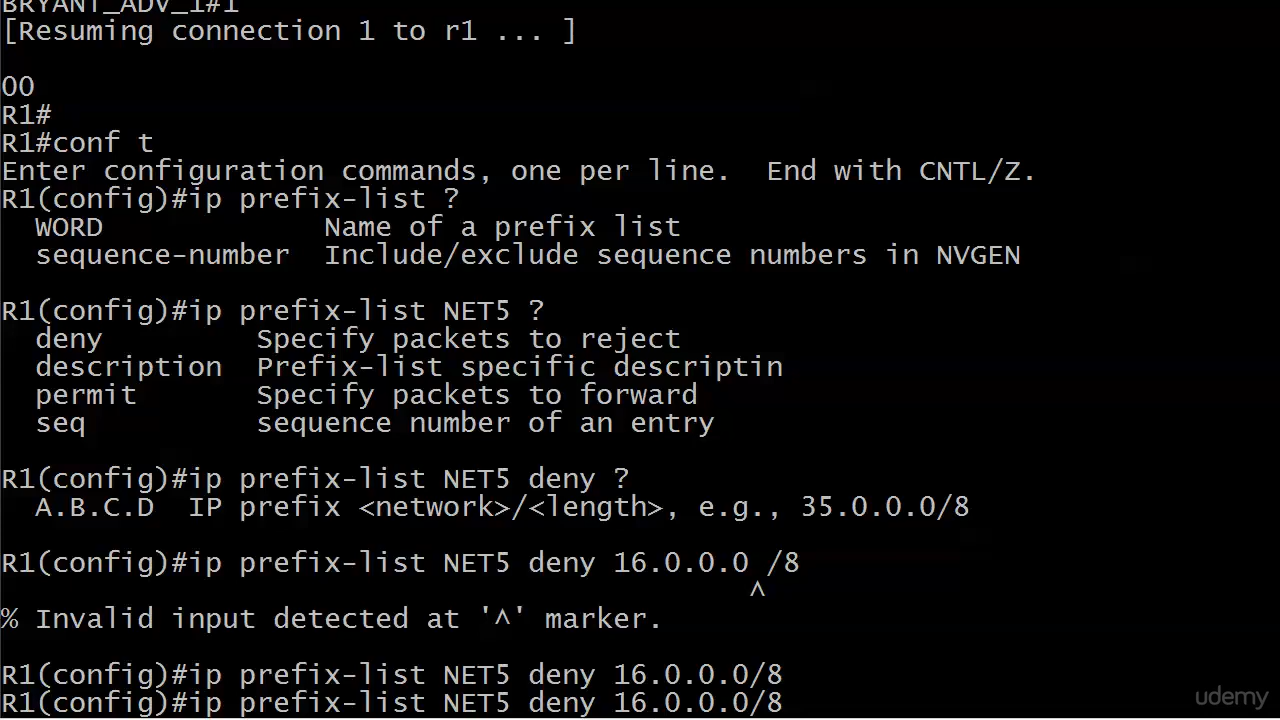 BRYANT_ADV_1#1
[Resuming connection 1 to r1 ... ]
OO
R1#
R1#conf t
Enter configuration commands, one per line.  End with CNTL/Z.
R1(config)#ip prefix-list ?
  WORD             Name of a prefix list
  sequence-number  Include/exclude sequence numbers in NVGEN
R1(config)#ip prefix-list NET5 ?
  deny         Specify packets to reject
  description  Prefix-list specific descriptin
  permit       Specify packets to forward
  seq          sequence number of an entry
R1(config)#ip prefix-list NET5 deny ?
  A.B.C.D  IP prefix <network>/<length>, e.g., 35.0.0.0/8
R1(config)#ip prefix-list NET5 deny 16.0.0.0 /8
^
% Invalid input detected at '^' marker.
R1(config)#ip prefix-list NET5 deny 16.0.0.0/8
R1(config)#ip prefix-list NET5 deny 16.0.0.0/8
udemy